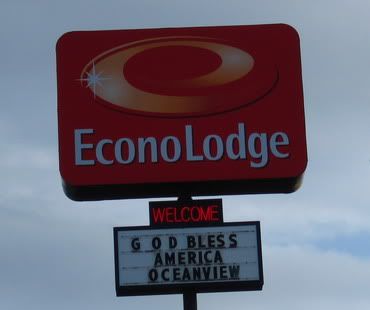 EconoLodge
WELCOME
GOD BLESS
AMERICA
OCEANVIEW